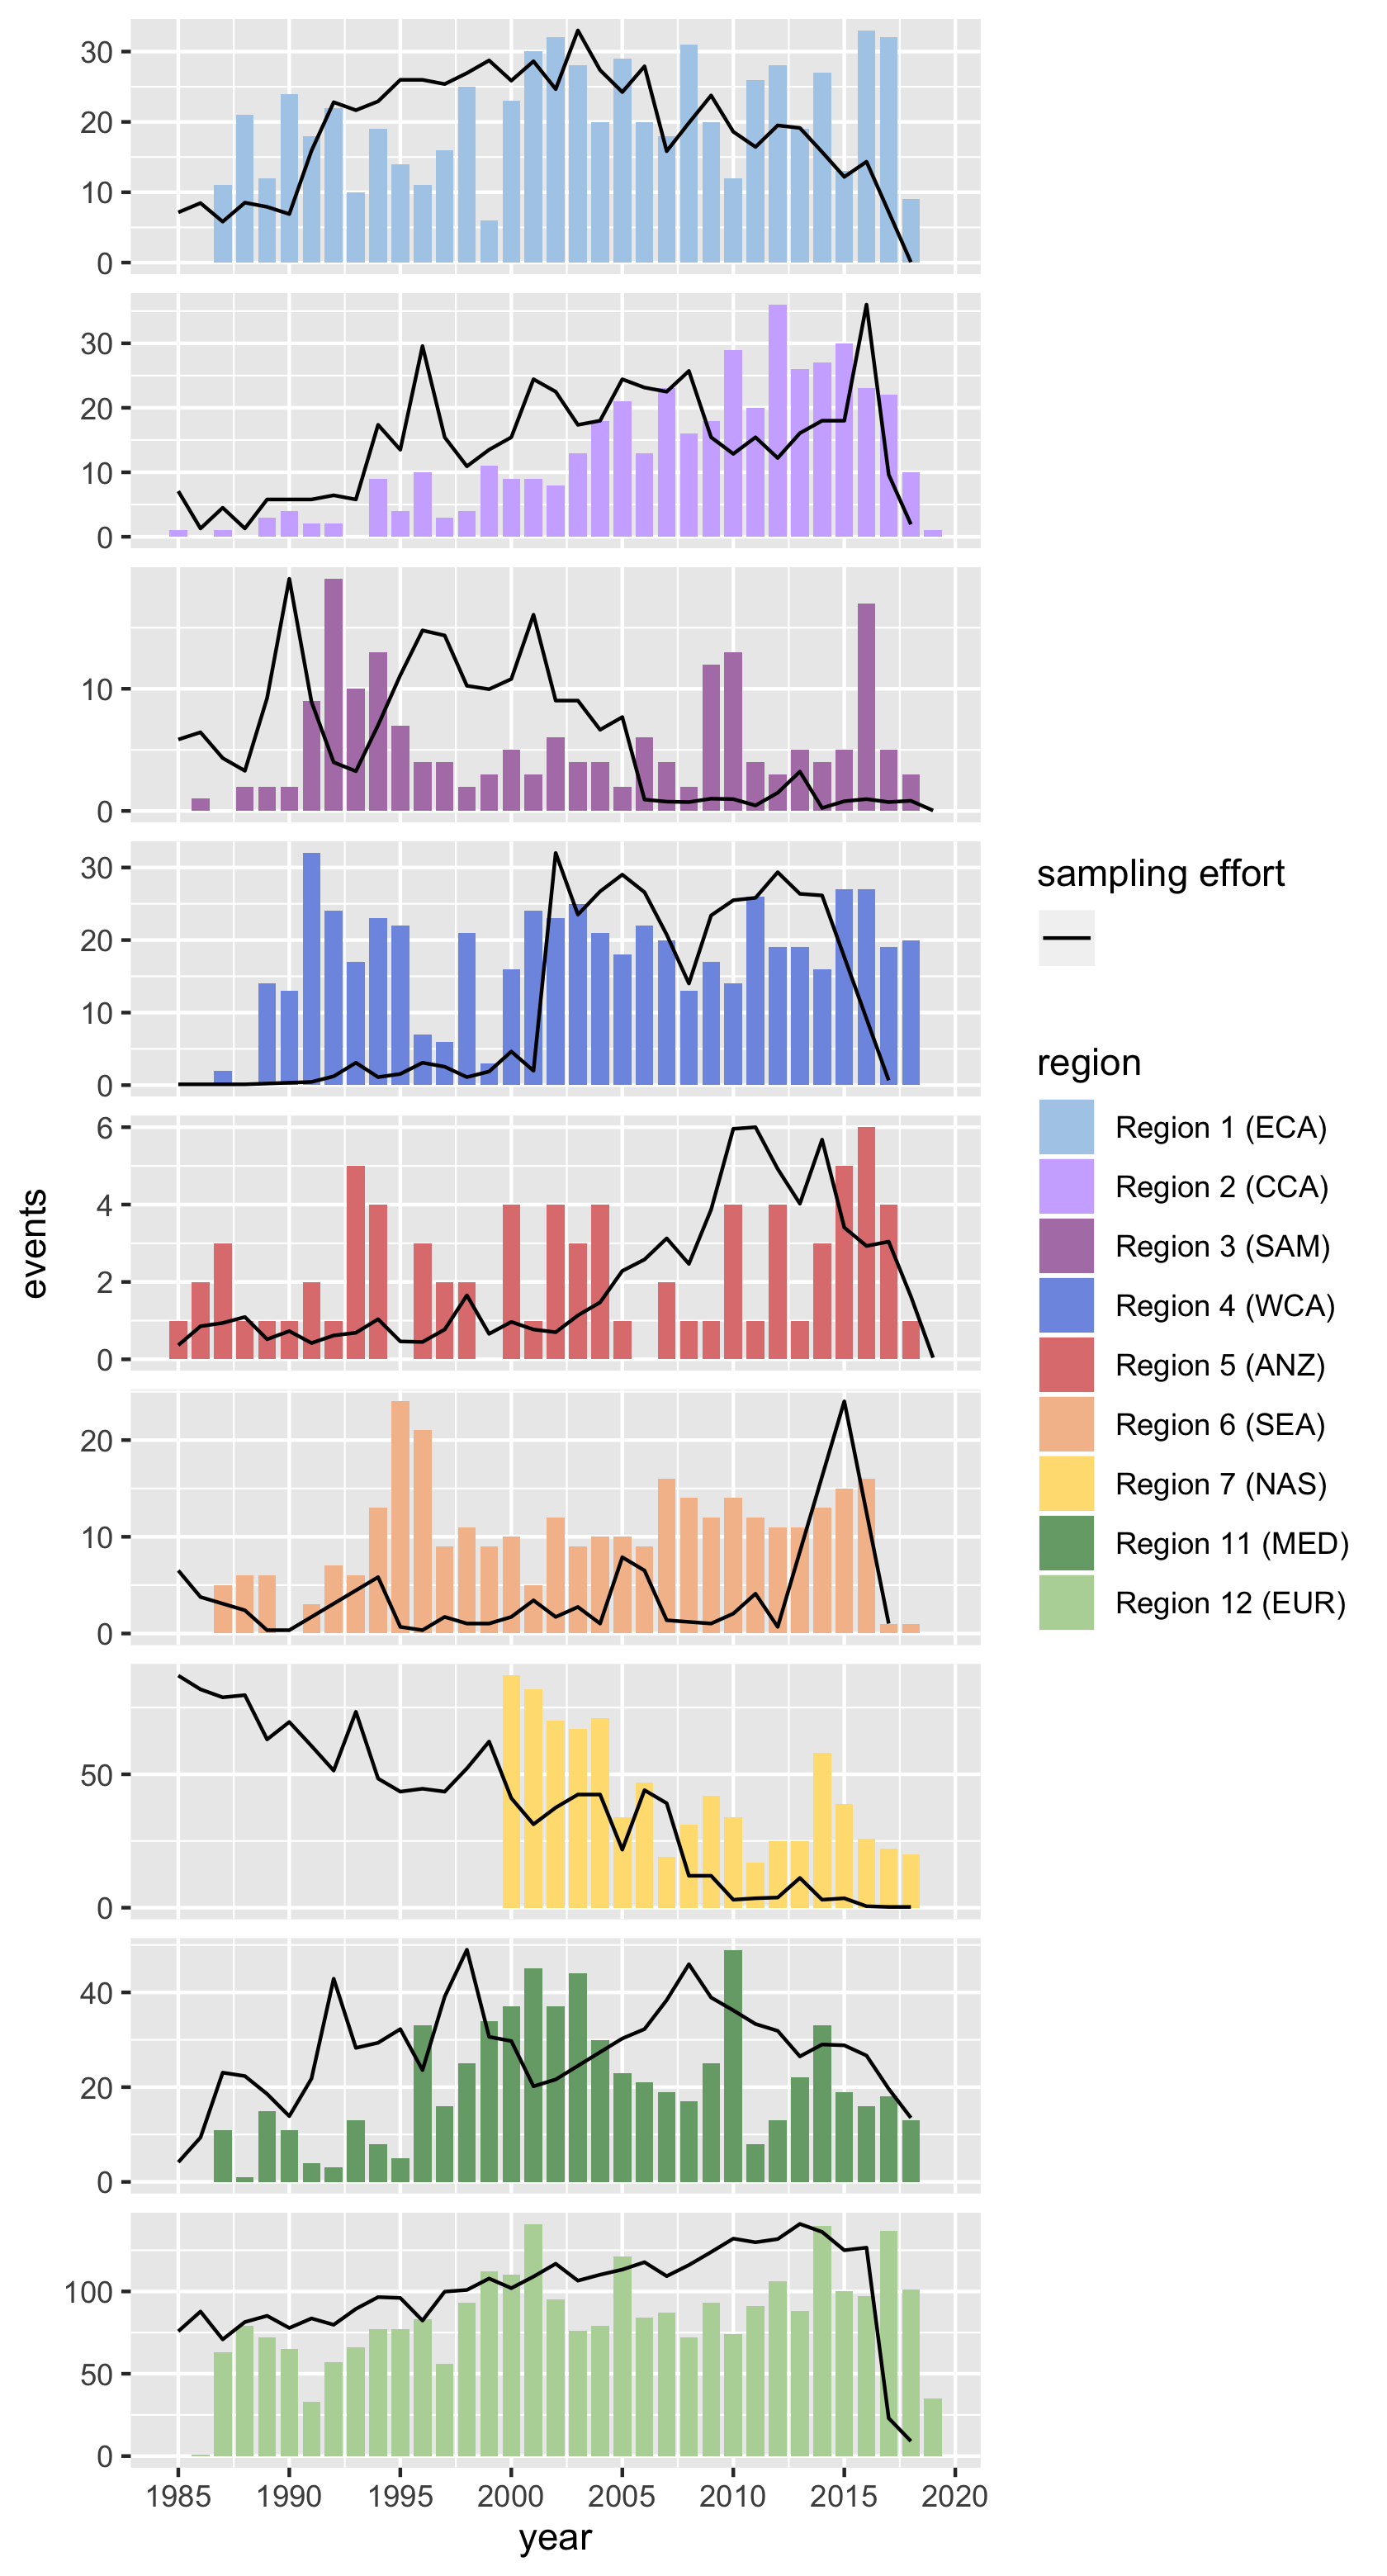 30
20
10
0
30
20
10
0
10
0
30
20
10
0
6
4
2
0
20
10
0
50
0
40
20
0
100
50
0
1985 1990 1995 2000 2005 2010 2015 2020
year
events
sampling effort
region
Region 1 (ECA)
Region 2 (CCA)
Region 3 (SAM)
Region 4 (WCA)
Region 5 (ANZ)
Region 6 (SEA)
Region 7 (NAS)
Region 11 (MED)
Region 12 (EUR)